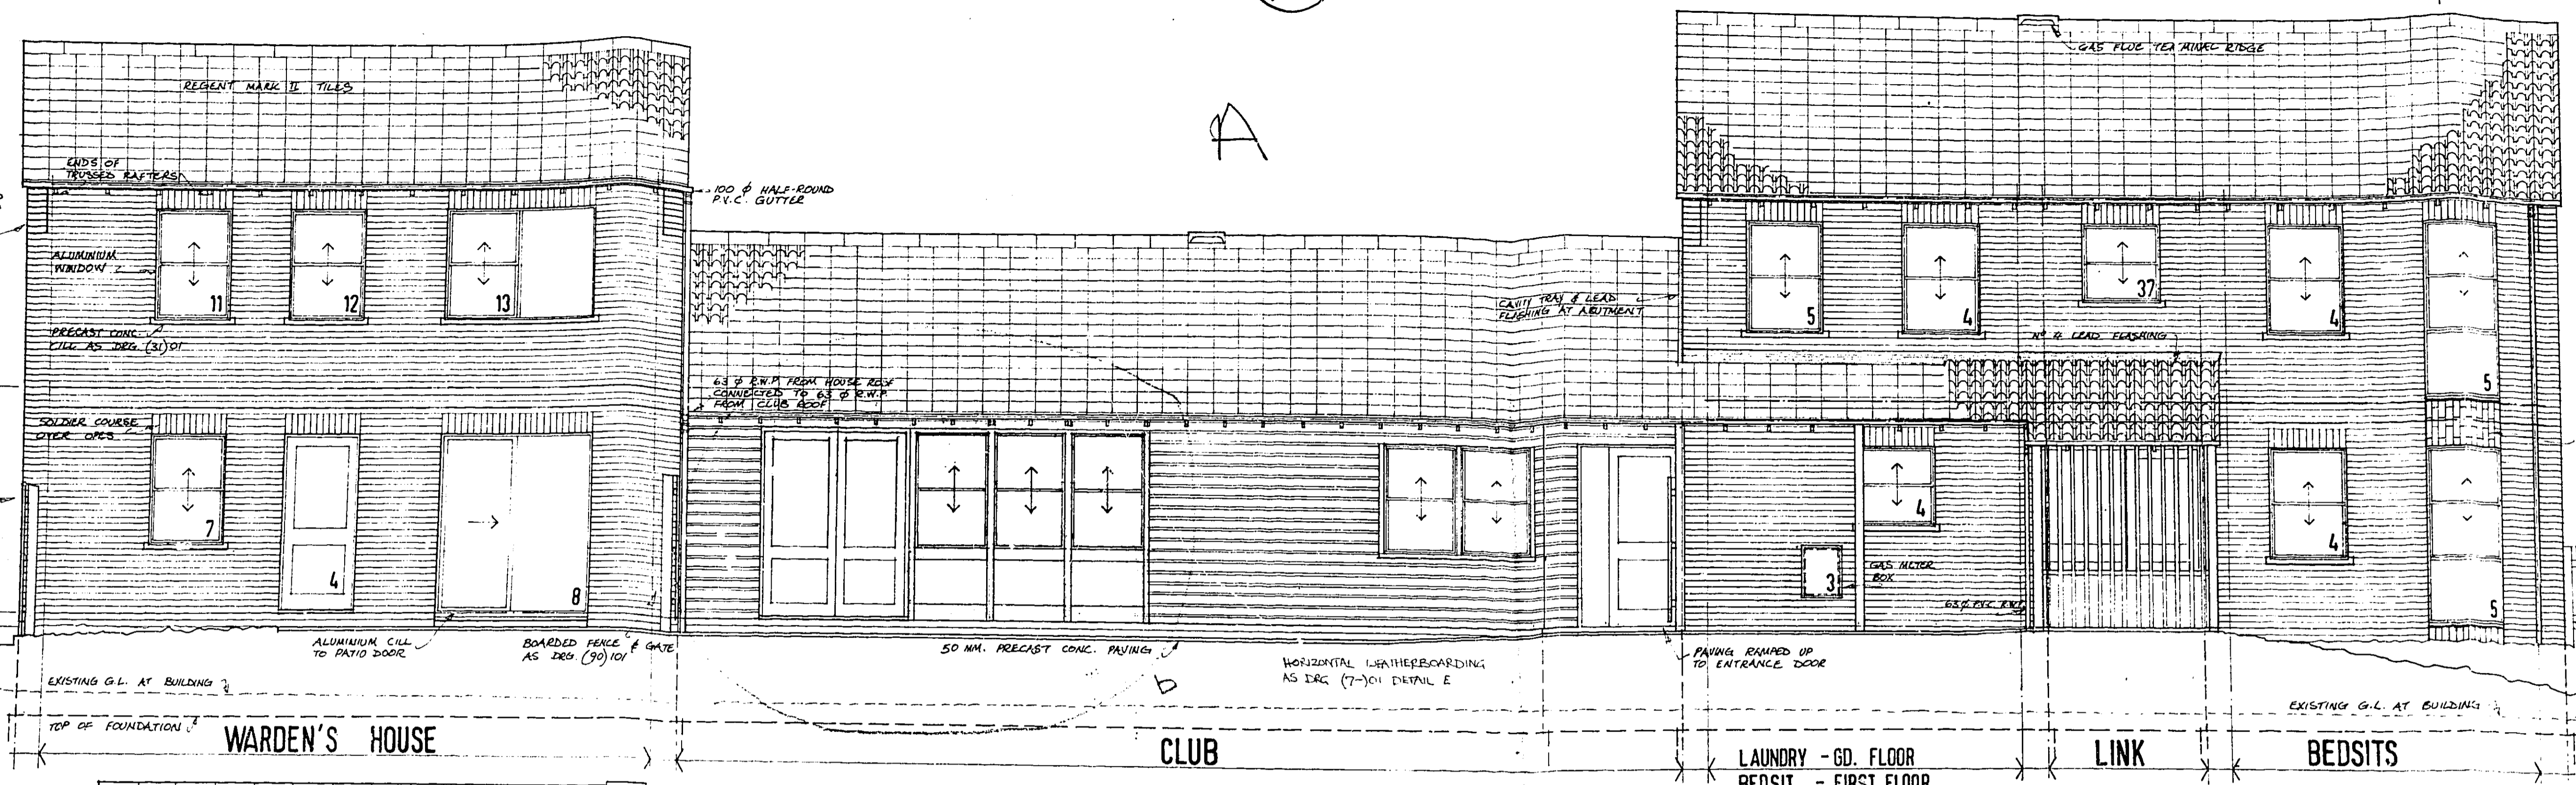 GAS FLUE TERMINAL RIDGE
REGENT MARK II TILES
A
ENDS OF
TRUSSED RAFTERS
100 φ HALF-ROUND
P.V.C. GUTTER
ALUMINIUM
WINDOW
11
12
13
5
4
37
4
CAVITY TRAY & LEAD
FLASHING AT ABUTMENT
PRECAST CONC.
CILL AS DRG. (31)01
Nº 4 LEAD FLASHING
63 φ R.W.P. FROM HOUSE ROOF
CONNECTED TO 63 φ R.W.P.
FROM CLUB ROOF
5
SOLDIER COURSE
OVER OPGS
7
4
8
4
4
3
GAS METER
BOX
63 φ P.V.C. R.W.P.
5
ALUMINIUM CILL
TO PATIO DOOR
BOARDED FENCE & GATE
AS DRG. (90)101
50 MM. PRECAST CONC. PAVING
HORIZONTAL WEATHERBOARDING
AS DRG (7-)011 DETAIL E
PAVING RAMPED UP
TO ENTRANCE DOOR
b
EXISTING G.L. AT BUILDING
EXISTING G.L. AT BUILDING
TOP OF FOUNDATION
WARDEN'S HOUSE
CLUB
LAUNDRY - GD. FLOOR
BEDSIT - FIRST FLOOR
LINK
BEDSITS